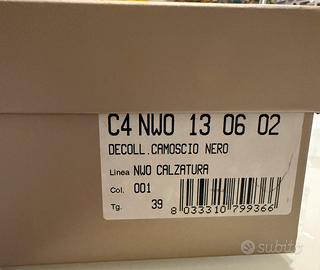 C4 NWO 13 06 02
DECOLL.CAMOSCIO NERO
Linea NWO CALZATURA
Col. 001
Tg. 39
8 033310 799366
subito